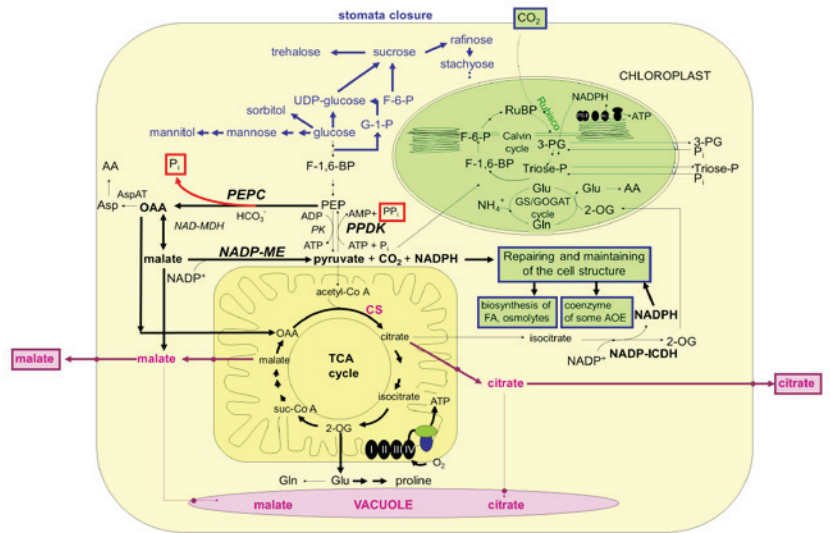 stomata closure
CO2
rafinose
trehalose
sucrose
stachyose
CHLOROPLAST
UDP-glucose
F-6-P
sorbitol
G-1-P
mannitol
mannose
glucose
RuBP
Rubisco
NADPH
ATP
F-6-P
Calvin
cycle
3-PG
3-PG
Pi
F-1,6-BP
Triose-P
Triose-P
Pi
F-1,6-BP
AA
Pi
Glu
Glu
AA
NH4+
GS/GOGAT
cycle
2-OG
Gln
AspAT
Asp
OAA
PEPC
HCO3-
PEP
ADP
AMP+
PPi
PK
PPDK
ATP
ATP + Pi
NAD-MDH
malate
NADP-ME
NADP+
pyruvate + CO2 + NADPH
Repairing and maintaining
of the cell structure
acetyl-Co A
CS
biosynthesis of
FA, osmolytes
coenzyme
of some AOE
NADPH
OAA
citrate
isocitrate
2-OG
NADP+
NADP-ICDH
malate
malate
malate
TCA
cycle
citrate
citrate
isocitrate
suc-Co A
2-OG
ATP
I
II
III
IV
O2
Gln
Glu
proline
malate
VACUOLE
citrate